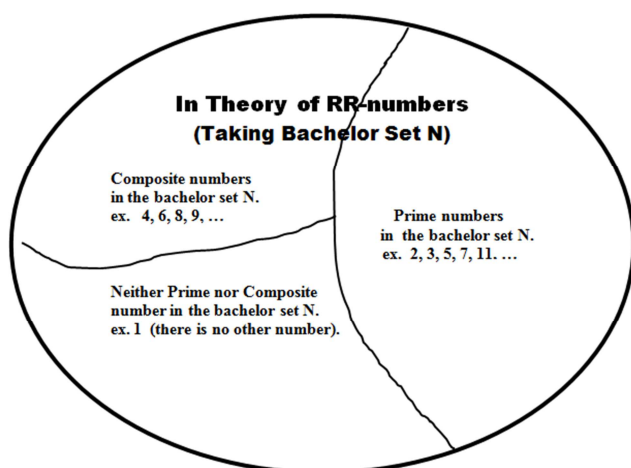 In Theory of RR-numbers
(Taking Bachelor Set N)
Composite numbers
in the bachelor set N.
ex. 4, 6, 8, 9, ...
Prime numbers
in the bachelor set N.
ex. 2, 3, 5, 7, 11. ...
Neither Prime nor Composite
number in the bachelor set N.
ex. 1 (there is no other number).